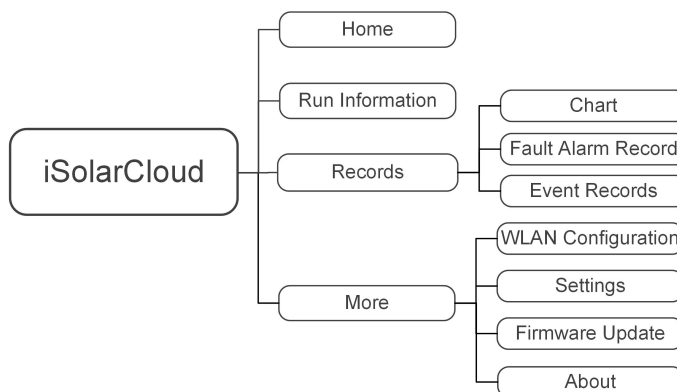 Home
Run Information
iSolarCloud
Records
Chart
Fault Alarm Record
Event Records
More
WLAN Configuration
Settings
Firmware Update
About